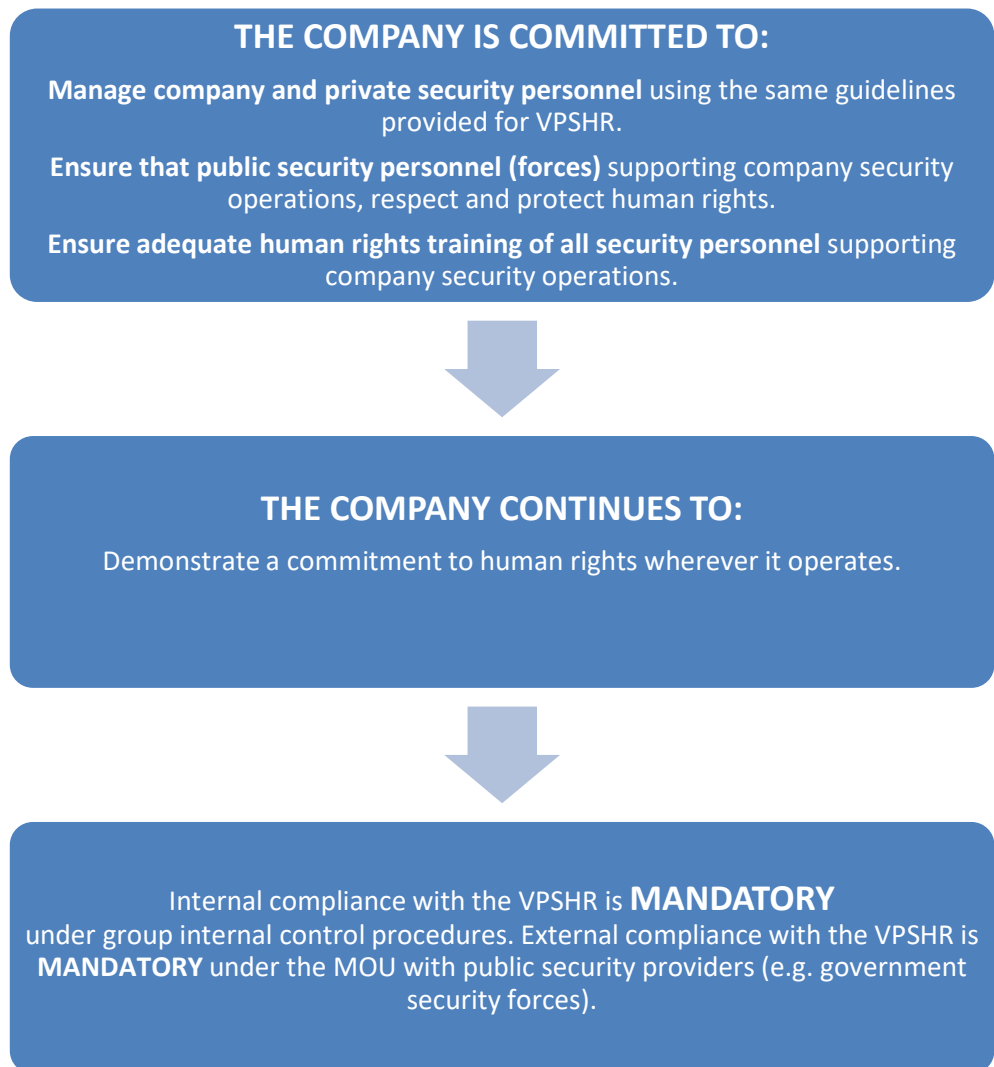 THE COMPANY IS COMMITTED TO:
Manage company and private security personnel using the same guidelines
provided for VPSHR.
Ensure that public security personnel (forces) supporting company security
operations, respect and protect human rights.
Ensure adequate human rights training of all security personnel supporting
company security operations.
THE COMPANY CONTINUES TO:
Demonstrate a commitment to human rights wherever it operates.
Internal compliance with the VPSHR is MANDATORY
under group internal control procedures. External compliance with the VPSHR is
MANDATORY under the MOU with public security providers (e.g. government
security forces).